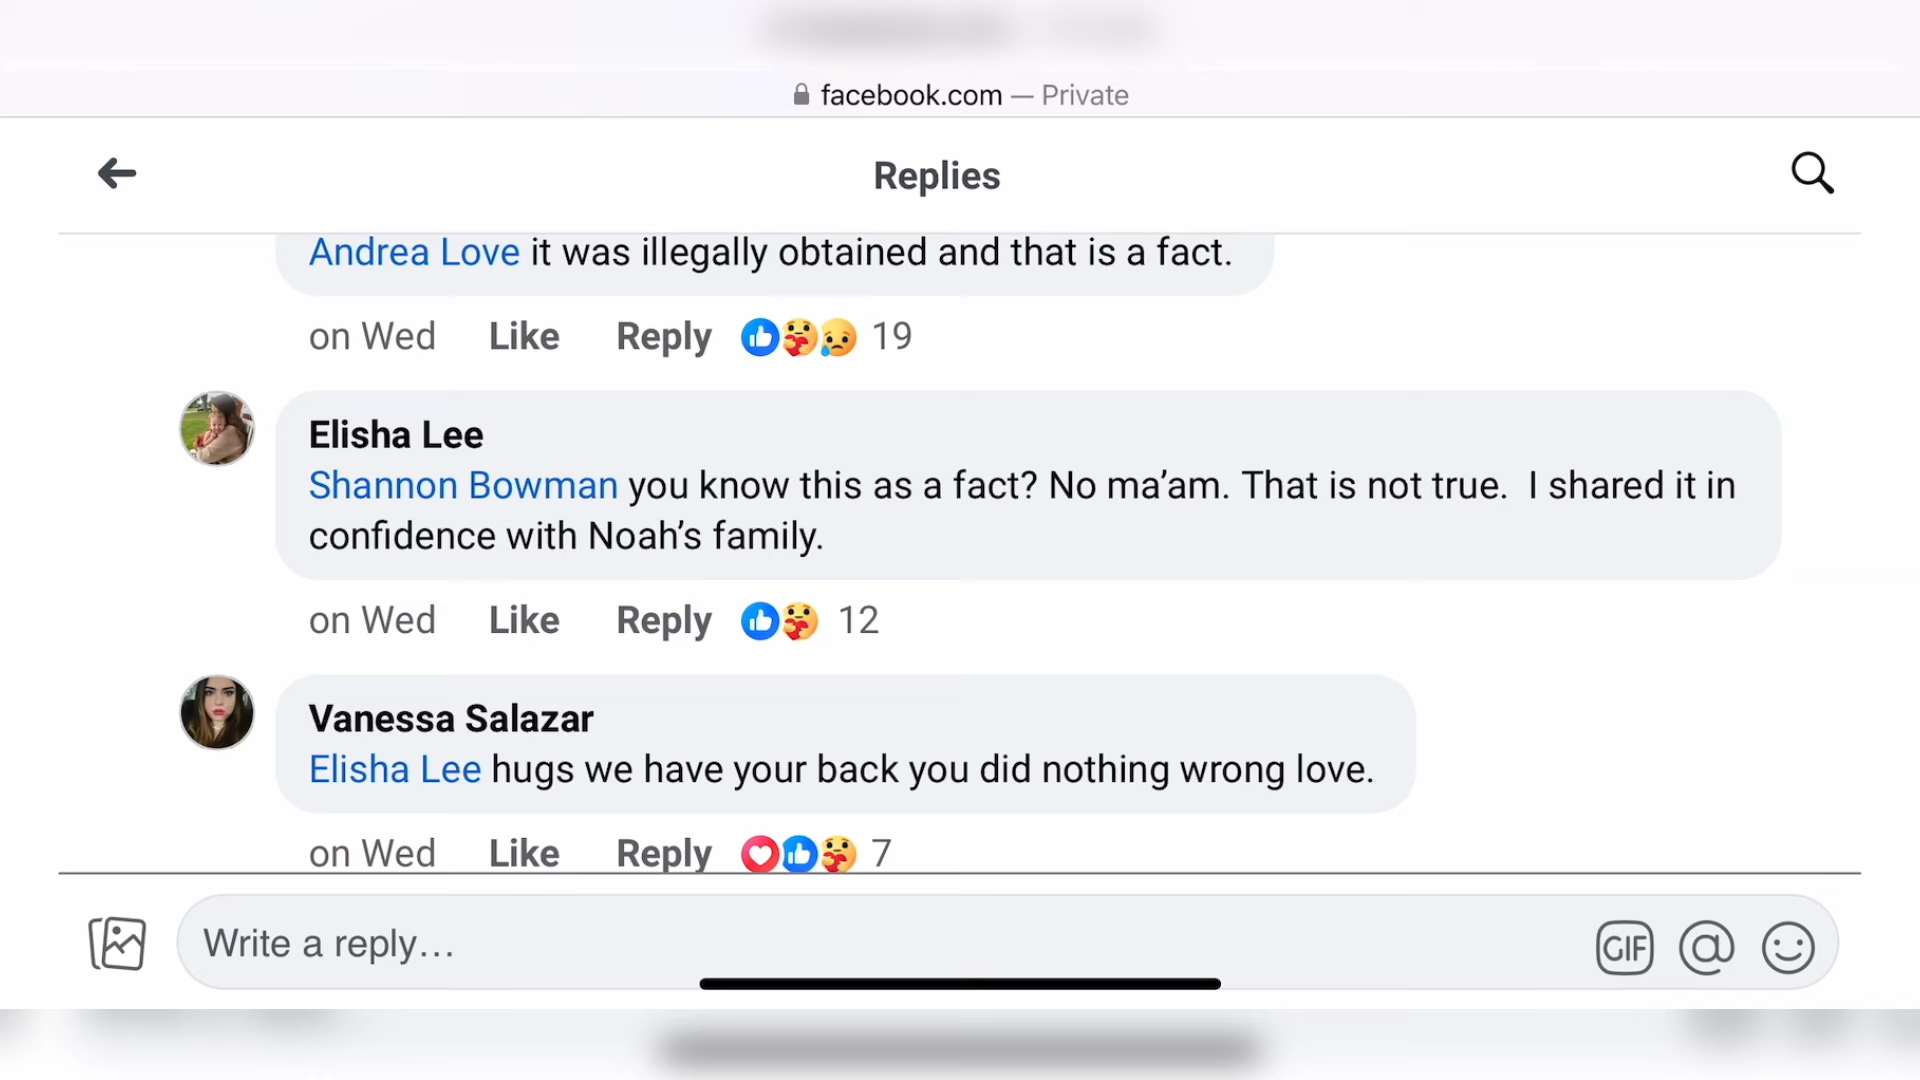 facebook.com — Private
Replies
Andrea Love it was illegally obtained and that is a fact.
on Wed Like Reply 19
Elisha Lee
Shannon Bowman you know this as a fact? No ma’am. That is not true. I shared it in
confidence with Noah’s family.
on Wed Like Reply 12
Vanessa Salazar
Elisha Lee hugs we have your back you did nothing wrong love.
on Wed Like Reply 7
Write a reply...
GIF @